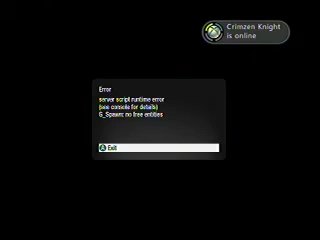 Crimzen Knight
is online
Error
server script runtime error
(see console for details)
G_Spawn: no free entities
A Exit